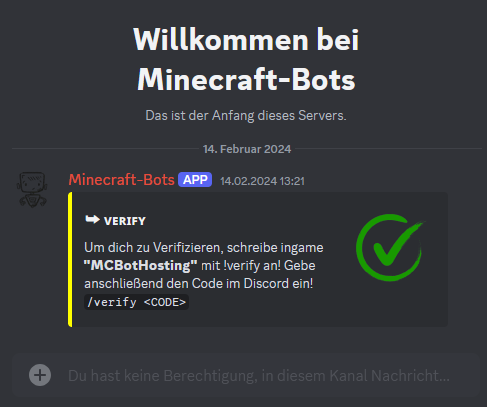 Willkommen bei
Minecraft-Bots
Das ist der Anfang dieses Servers.
14. Februar 2024
Minecraft-Bots APP 14.02.2024 13:21
➥ VERIFY
Um dich zu Verifizieren, schreibe ingame
"MCBotHosting" mit !verify an! Gebe
anschließend den Code im Discord ein!
/verify <CODE>
Du hast keine Berechtigung, in diesem Kanal Nachricht...